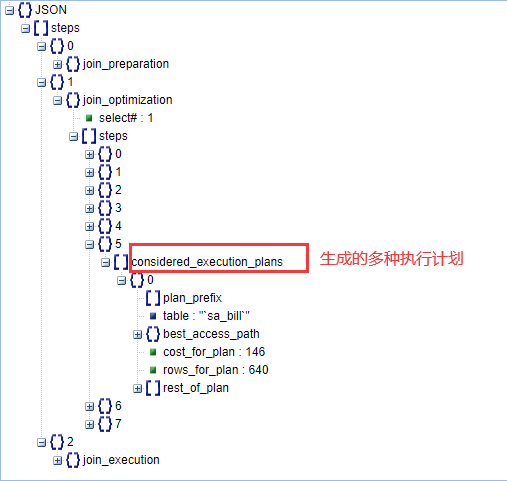 JSON
steps
0
join_preparation
1
join_optimization
select# : 1
steps
0
1
2
3
4
5
considered_execution_plans 生成的多种执行计划
0
plan_prefix
table : "`sa_bill`"
best_access_path
cost_for_plan : 146
rows_for_plan : 640
rest_of_plan
6
7
2
join_execution